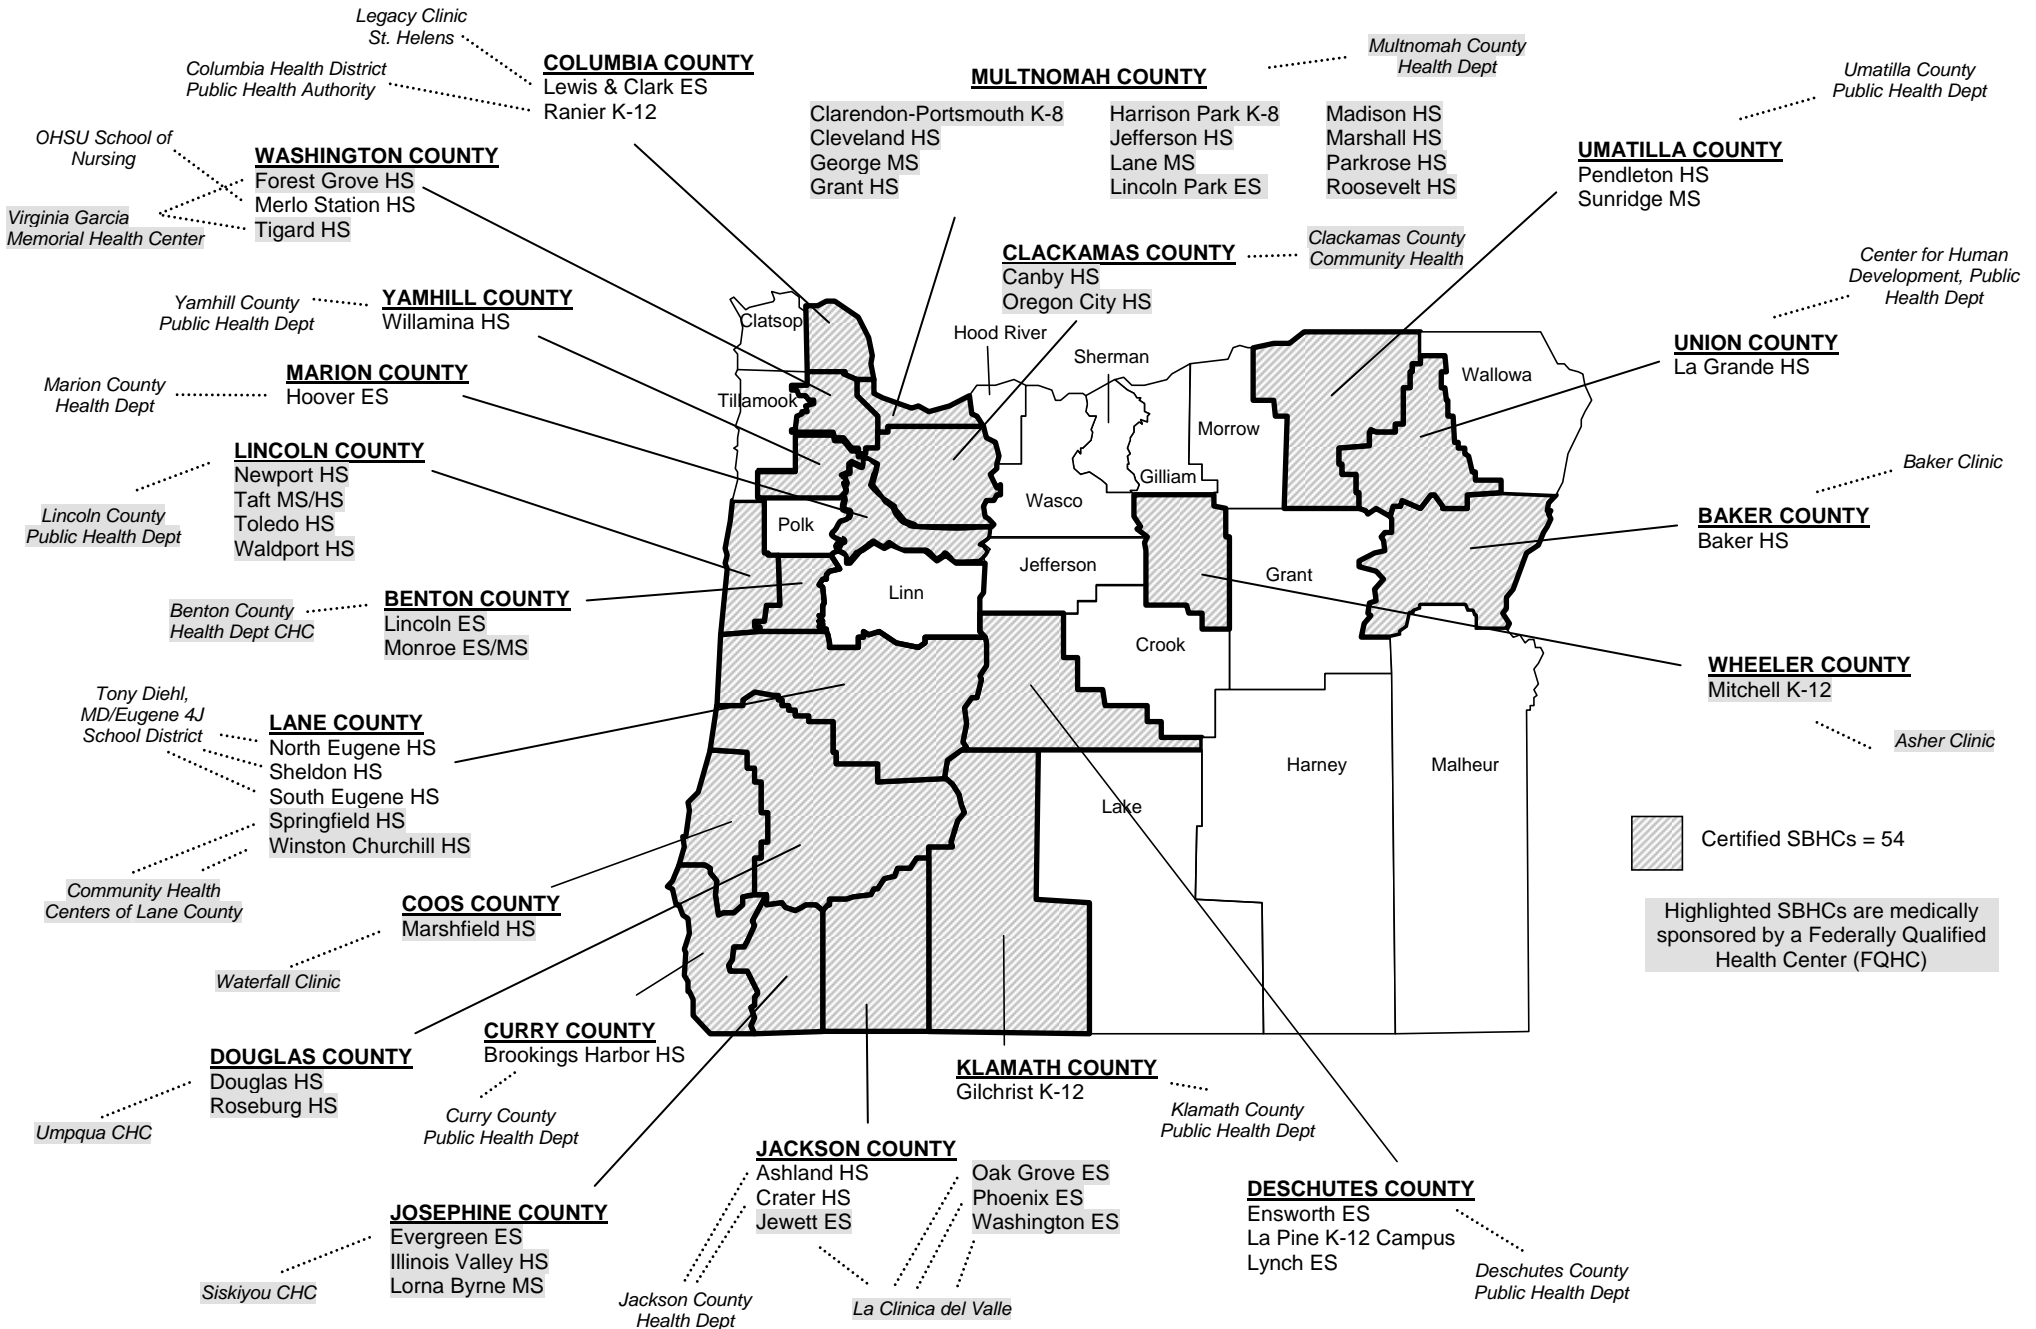 Legacy Clinic
St. Helens
Columbia Health District
Public Health Authority
COLUMBIA COUNTY
Lewis & Clark ES
Ranier K-12
MULTNOMAH COUNTY
Clarendon-Portsmouth K-8
Cleveland HS
George MS
Grant HS
Harrison Park K-8
Jefferson HS
Lane MS
Lincoln Park ES
Madison HS
Marshall HS
Parkrose HS
Roosevelt HS
Multnomah County
Health Dept
Umatilla County
Public Health Dept
UMATILLA COUNTY
Pendleton HS
Sunridge MS
OHSU School of
Nursing
WASHINGTON COUNTY
Forest Grove HS
Merlo Station HS
Tigard HS
Virginia Garcia
Memorial Health Center
CLACKAMAS COUNTY
Canby HS
Oregon City HS
Clackamas County
Community Health
Center for Human
Development, Public
Health Dept
UNION COUNTY
La Grande HS
Yamhill County
Public Health Dept
YAMHILL COUNTY
Willamina HS
Marion County
Health Dept
MARION COUNTY
Hoover ES
LINCOLN COUNTY
Newport HS
Taft MS/HS
Toledo HS
Waldport HS
Lincoln County
Public Health Dept
Benton County
Health Dept CHC
BENTON COUNTY
Lincoln ES
Monroe ES/MS
Clatsop
Tillamook
Hood River
Sherman
Wallowa
Morrow
Gilliam
Wasco
Polk
Jefferson
Linn
Grant
Crook
Harney
Malheur
Lake
Baker Clinic
BAKER COUNTY
Baker HS
WHEELER COUNTY
Mitchell K-12
Asher Clinic
Tony Diehl,
MD/Eugene 4J
School District
LANE COUNTY
North Eugene HS
Sheldon HS
South Eugene HS
Springfield HS
Winston Churchill HS
Community Health
Centers of Lane County
COOS COUNTY
Marshfield HS
Waterfall Clinic
Certified SBHCs = 54
Highlighted SBHCs are medically
sponsored by a Federally Qualified
Health Center (FQHC)
DOUGLAS COUNTY
Douglas HS
Roseburg HS
Umpqua CHC
CURRY COUNTY
Brookings Harbor HS
Curry County
Public Health Dept
KLAMATH COUNTY
Gilchrist K-12
Klamath County
Public Health Dept
JACKSON COUNTY
Ashland HS
Crater HS
Jewett ES
Oak Grove ES
Phoenix ES
Washington ES
Jackson County
Health Dept
La Clinica del Valle
JOSEPHINE COUNTY
Evergreen ES
Illinois Valley HS
Lorna Byrne MS
Siskiyou CHC
DESCHUTES COUNTY
Ensworth ES
La Pine K-12 Campus
Lynch ES
Deschutes County
Public Health Dept